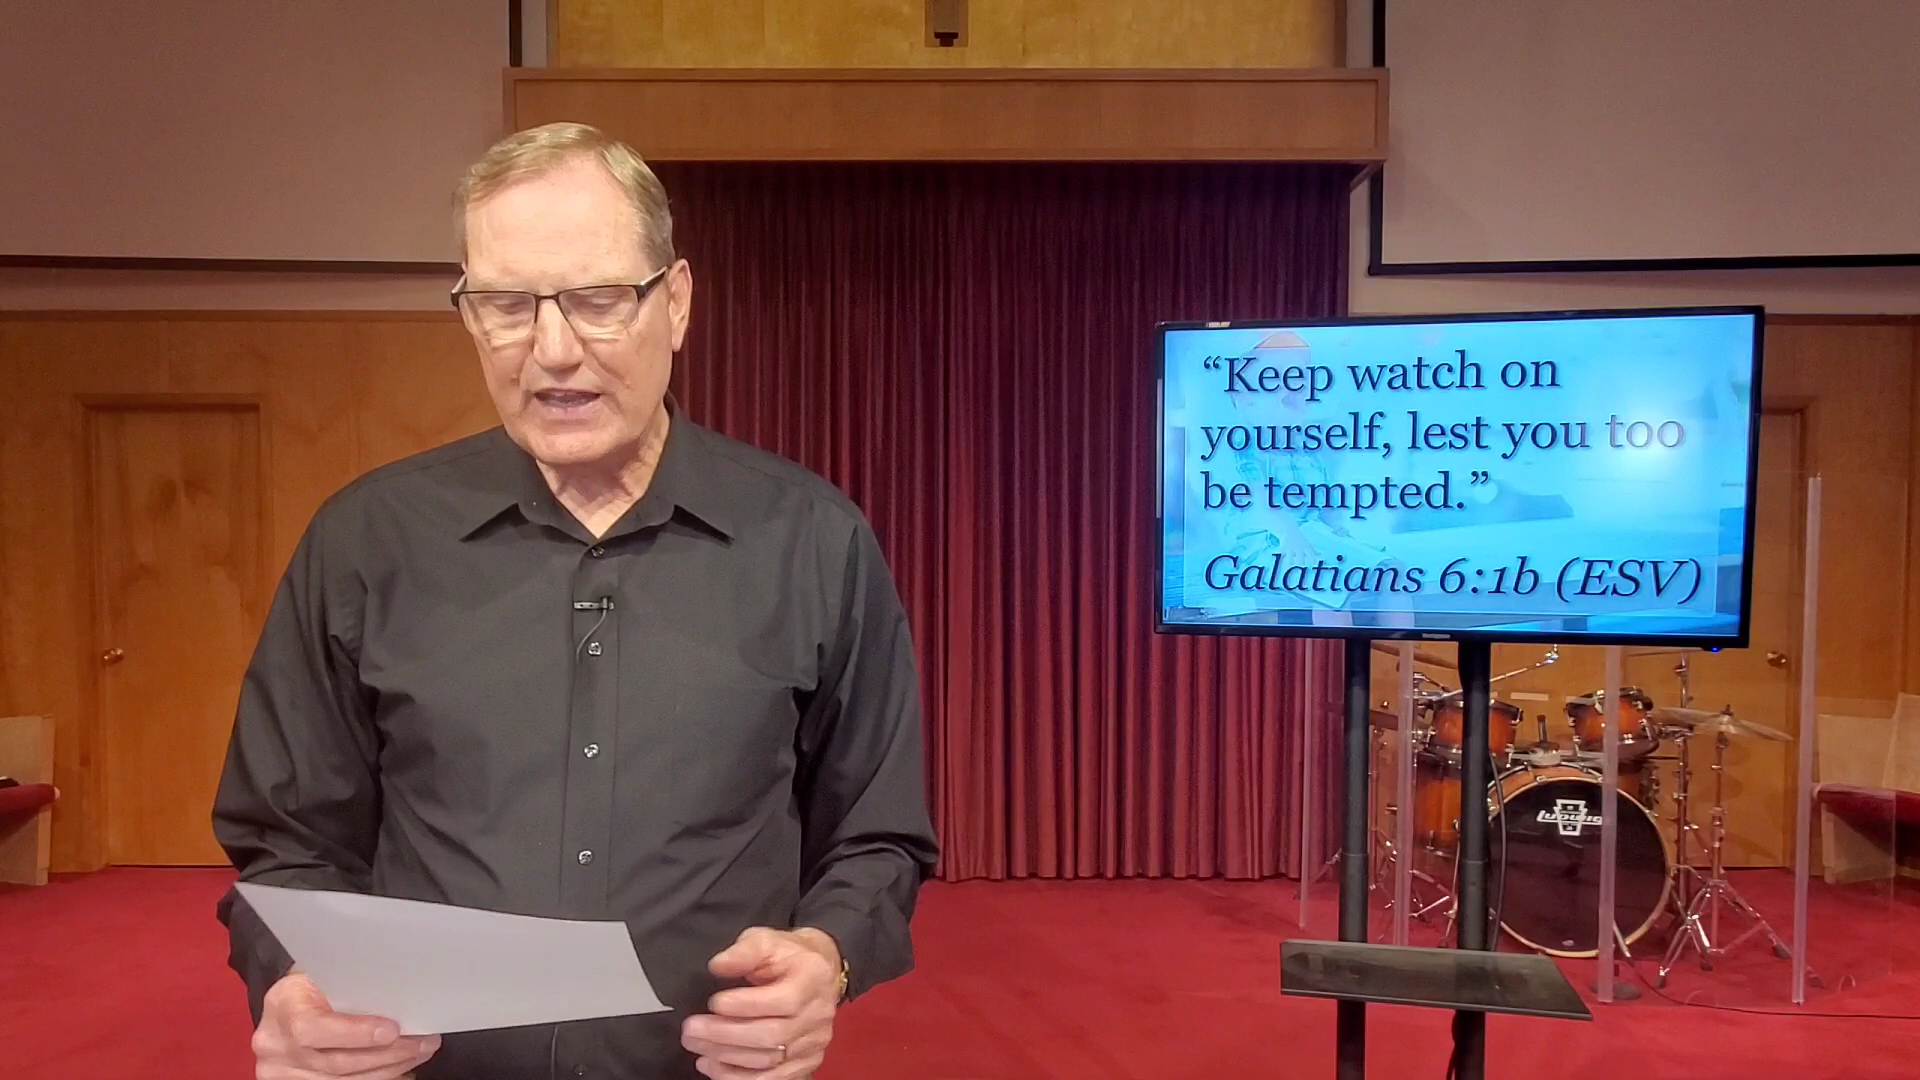 “Keep watch on
yourself, lest you too
be tempted.”
Galatians 6:1b (ESV)
Ludwig